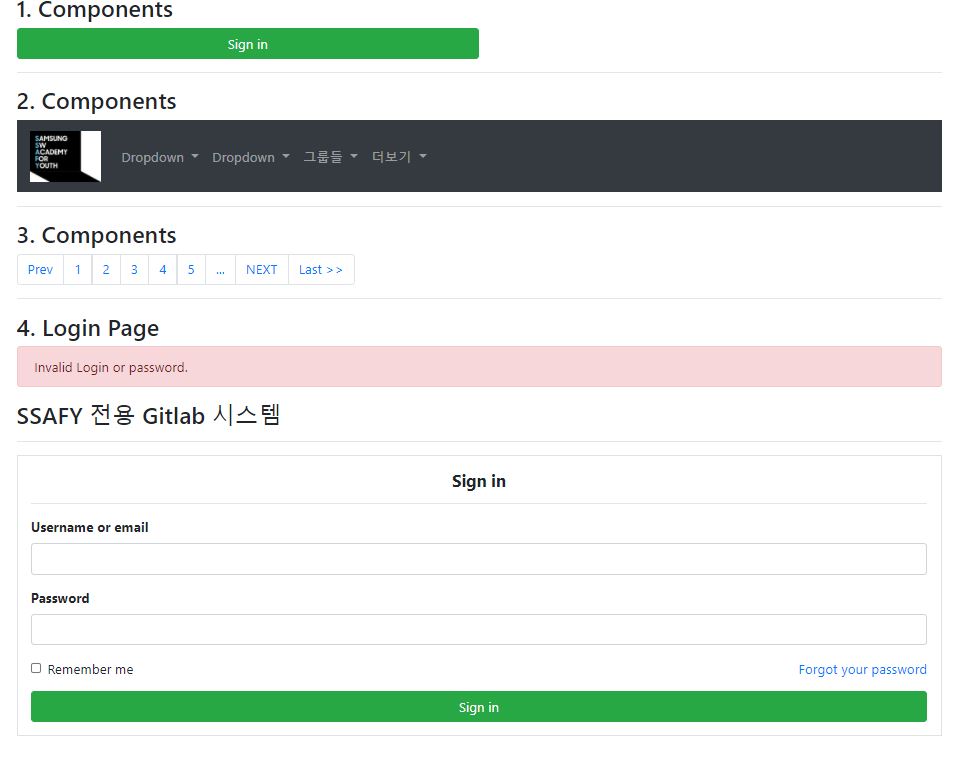 1. Components
Sign in
2. Components
SAMSUNG
SW
ACADEMY
FOR
YOUTH
Dropdown Dropdown 그룹들 더보기
3. Components
Prev 1 2 3 4 5 ... NEXT Last >>
4. Login Page
Invalid Login or password.
SSAFY 전용 Gitlab 시스템
Sign in
Username or email
Password
Remember me Forgot your password
Sign in